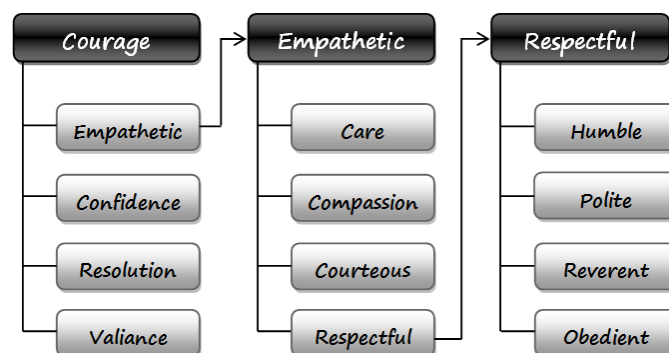 Courage
Empathetic
Confidence
Resolution
Valiance
Empathetic
Care
Compassion
Courteous
Respectful
Respectful
Humble
Polite
Reverent
Obedient